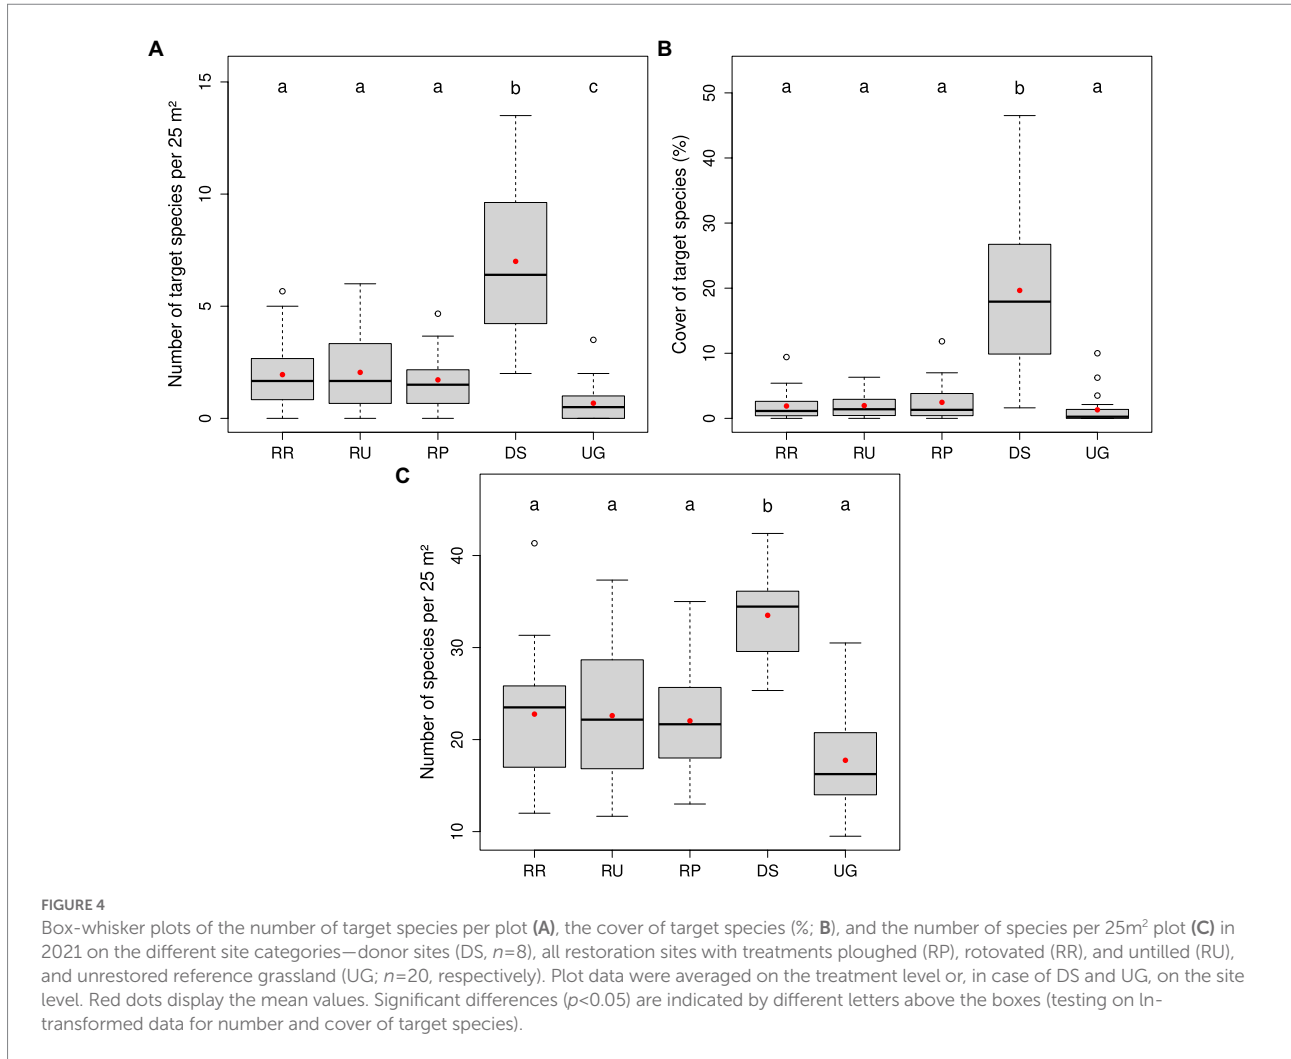 A
Number of target species per 25 m²
15
10
5
0
a a a b c
RR RU RP DS UG
B
Cover of target species (%)
50
40
30
20
10
0
a a a b a
RR RU RP DS UG
C
Number of species per 25 m²
40
30
20
10
a a a b a
RR RU RP DS UG
FIGURE 4
Box-whisker plots of the number of target species per plot (A), the cover of target species (%; B), and the number of species per 25m² plot (C) in
2021 on the different site categories—donor sites (DS, n=8), all restoration sites with treatments ploughed (RP), rotovated (RR), and untilled (RU),
and unrestored reference grassland (UG; n=20, respectively). Plot data were averaged on the treatment level or, in case of DS and UG, on the site
level. Red dots display the mean values. Significant differences (p<0.05) are indicated by different letters above the boxes (testing on ln-
transformed data for number and cover of target species).